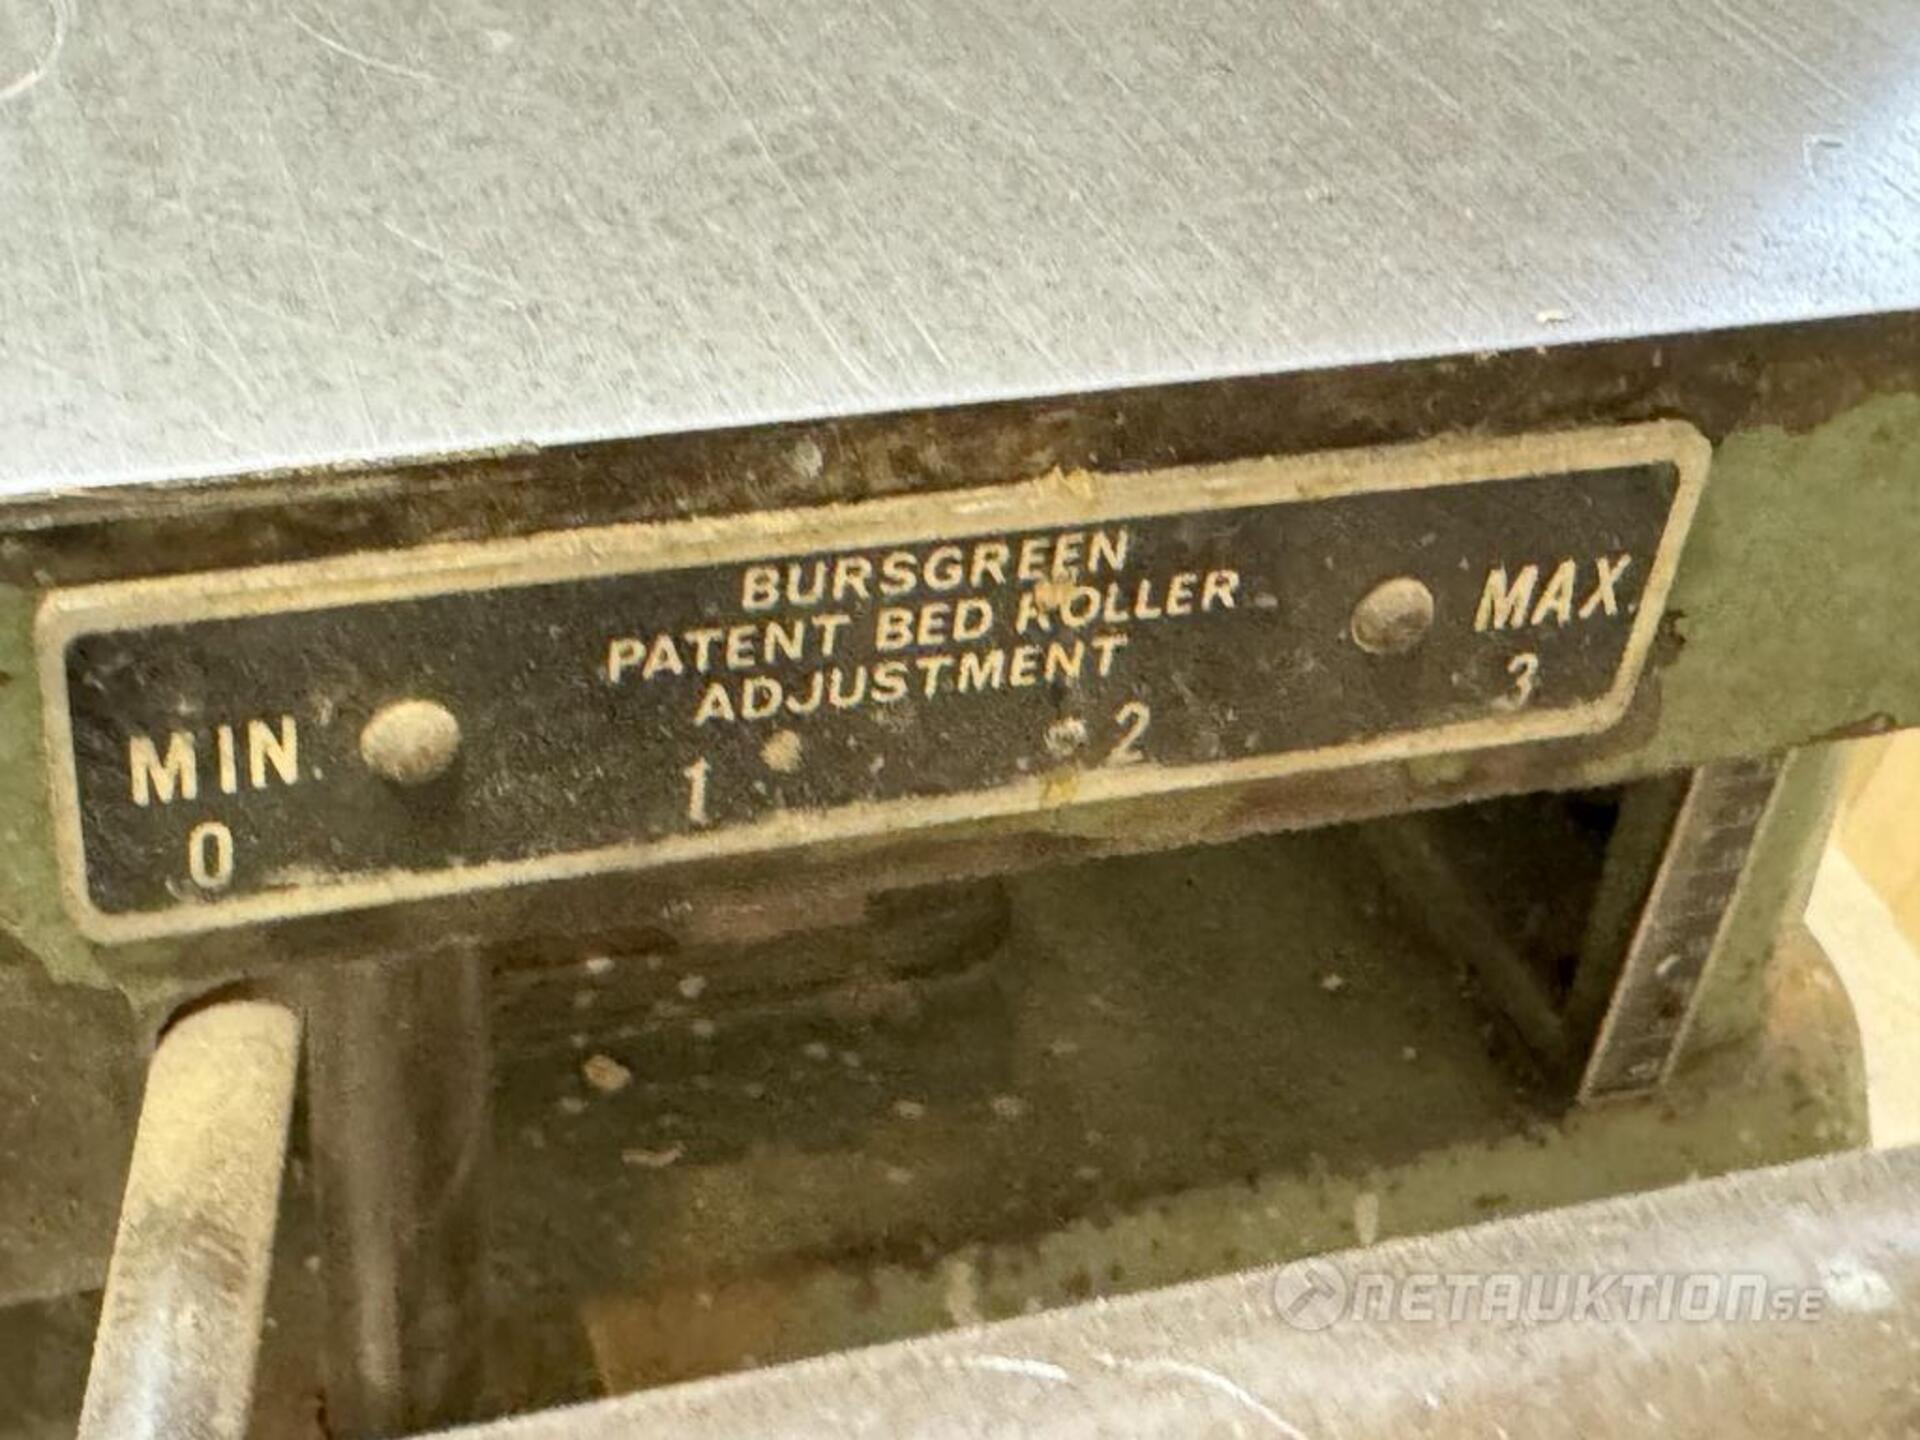 BURSGREEN
PATENT BED ROLLER
ADJUSTMENT
MIN. MAX.
0 1 2 3
NETAUKTION.SE